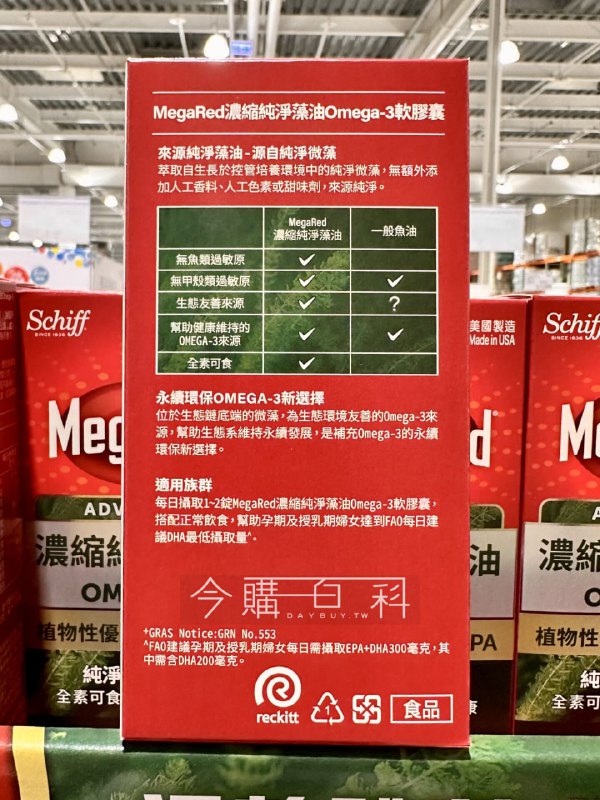 MegaRed濃縮純淨藻油Omega-3軟膠囊
來源純淨藻油-源自純淨微藻
萃取自生長於控管培養環境中的純淨微藻,無額外添
加人工香料、人工色素或甜味劑,來源純淨。
MegaRed
濃縮純淨藻油
一般魚油
無魚類過敏原 ✓
無甲殼類過敏原 ✓ ✓
生態友善來源 ✓ ?
幫助健康維持的
OMEGA-3來源 ✓ ✓
全素可食 ✓
永續環保OMEGA-3新選擇
位於生態鏈底端的微藻,為生態環境友善的Omega-3來
源,幫助生態系維持永續發展,是補充Omega-3的永續
環保新選擇。
適用族群
每日攝取1~2錠MegaRed濃縮純淨藻油Omega-3軟膠囊,
搭配正常飲食,幫助孕期及授乳期婦女達到FAO每日建
議DHA最低攝取量^。
今購百科
DAYBUY.TW
+GRAS Notice:GRN No.553
^FAO建議孕期及授乳期婦女每日需攝取EPA+DHA300毫克,其
中需含DHA200毫克。
reckitt
1
食品
Schiff
SINCE 1936
Meg
ADV
濃縮純
OM
植物性優
純淨
全素可食
美國製造
Made in USA
d
油
PA
Schiff
SINCE 1936
M
ADV
濃縮
O
植物性
純
全素可